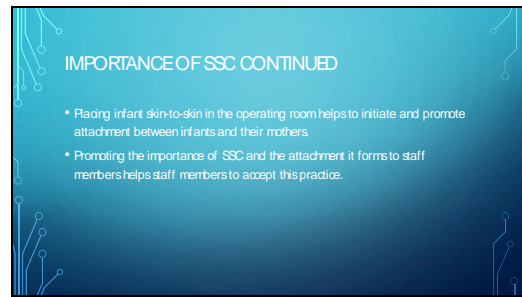 IMPORTANCE OF SSC CONTINUED
• Placing infant skin-to-skin in the operating room helps to initiate and promote
attachment between infants and their mothers.
• Promoting the importance of SSC and the attachment it forms to staff
members helps staff members to accept this practice.